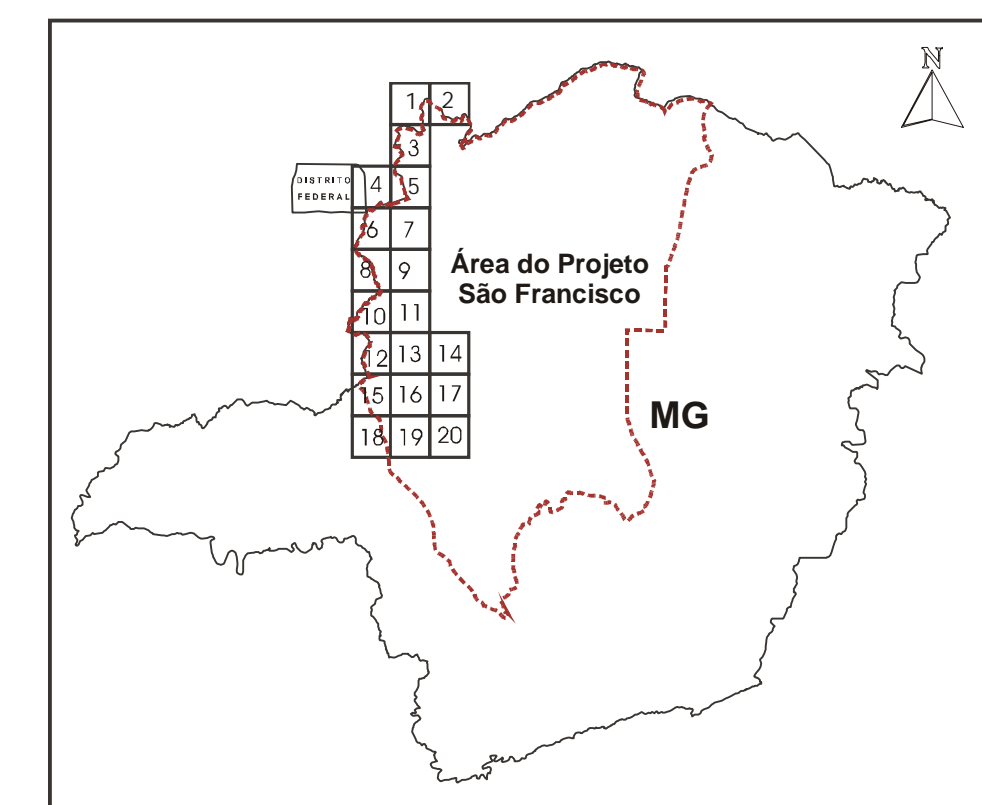 N
1 2
3
DISTRITO
FEDERAL
4 5
6 7
8 9
10 11
12 13 14
15 16 17
18 19 20
Área do Projeto
São Francisco
MG